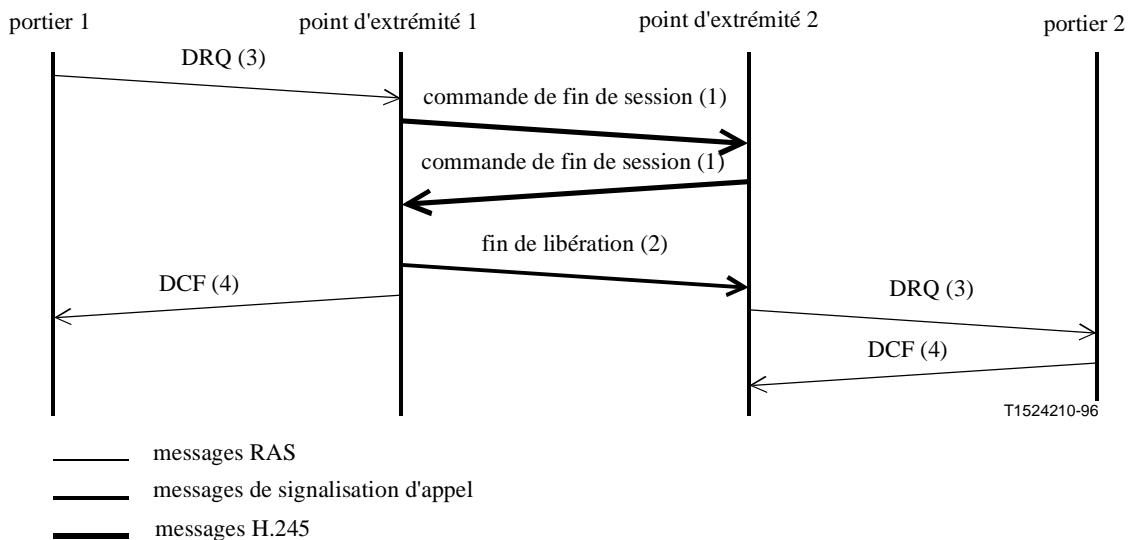 portier 1
point d'extrémité 1
point d'extrémité 2
portier 2
DRQ (3)
commande de fin de session (1)
commande de fin de session (1)
fin de libération (2)
DCF (4)
DRQ (3)
DCF (4)
T1524210-96
messages RAS
messages de signalisation d'appel
messages H.245